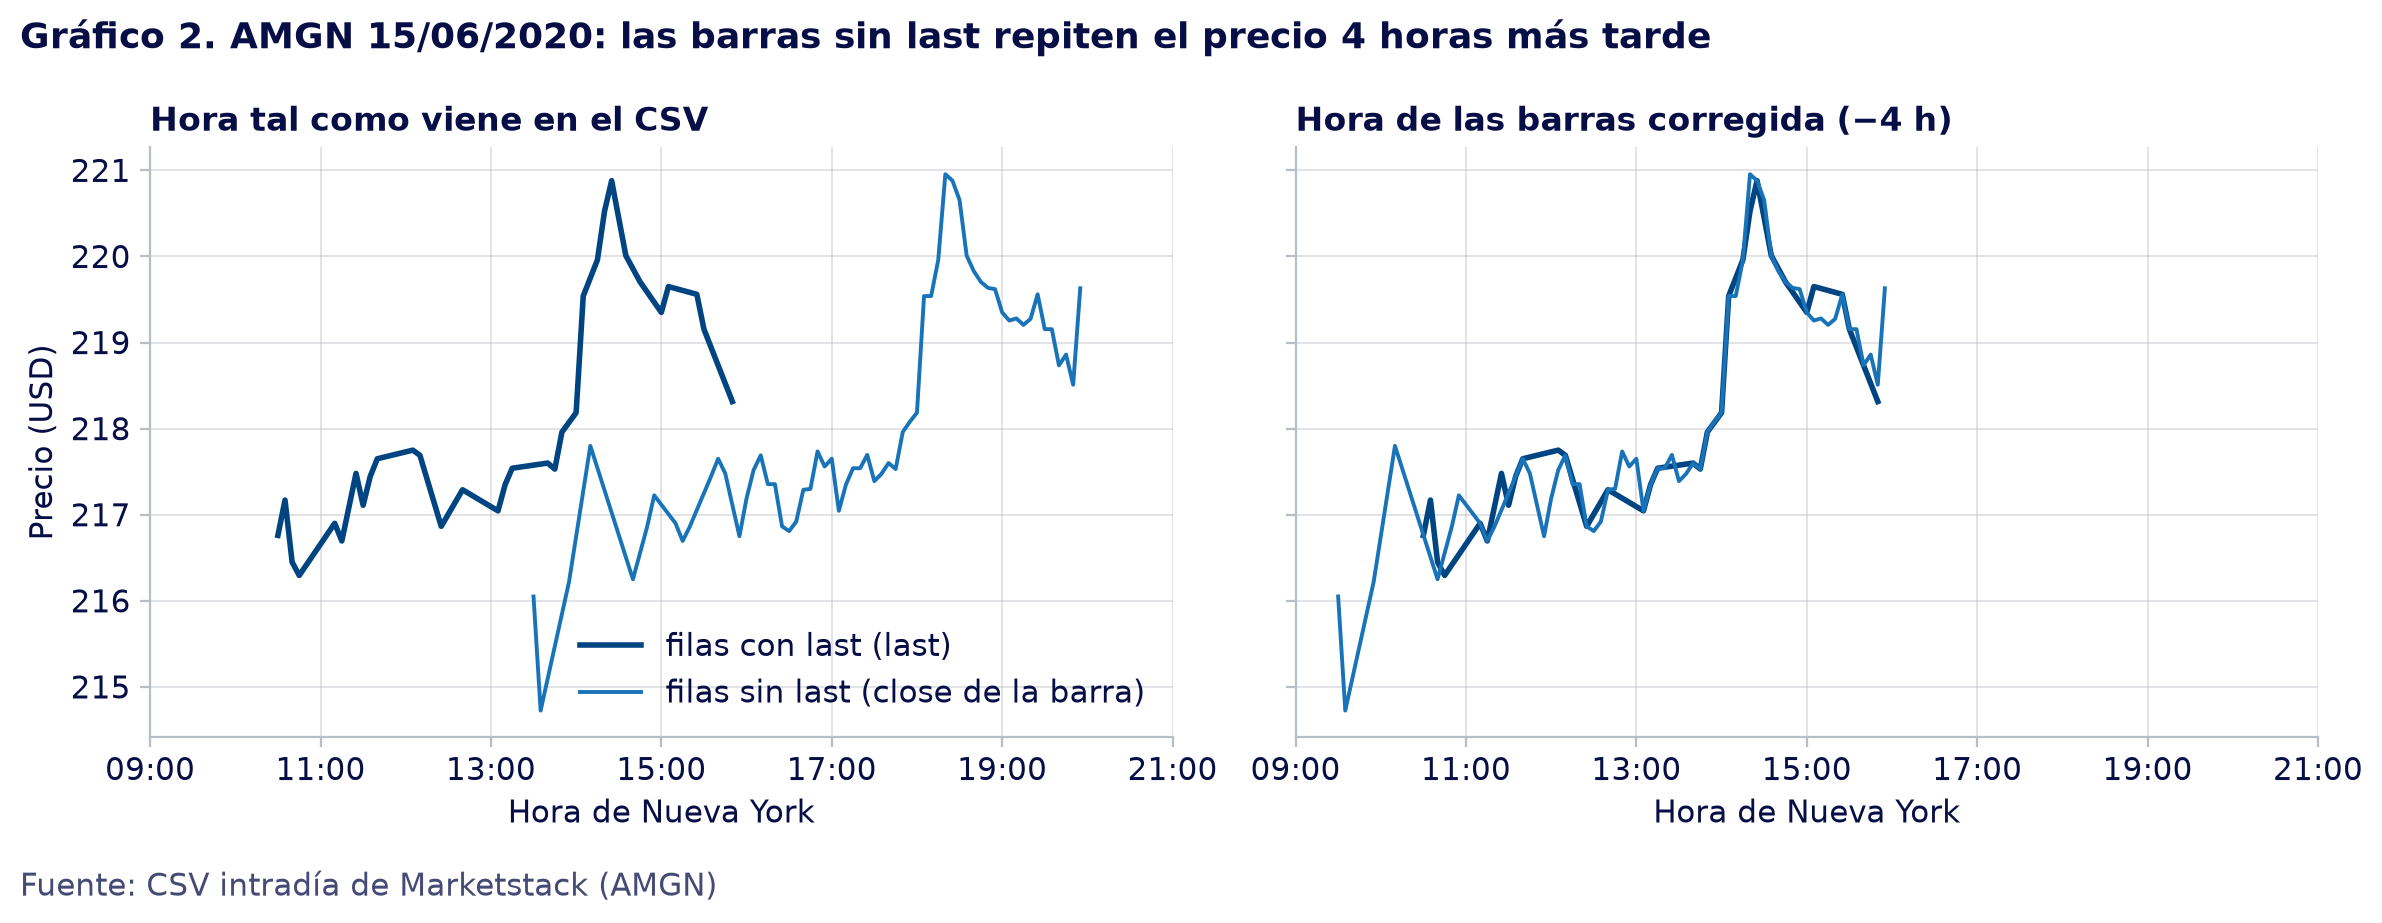 Gráfico 2. AMGN 15/06/2020: las barras sin last repiten el precio 4 horas más tarde
Hora tal como viene en el CSV
Precio (USD)
221
220
219
218
217
216
215
filas con last (last)
filas sin last (close de la barra)
09:00 11:00 13:00 15:00 17:00 19:00 21:00
Hora de Nueva York
Hora de las barras corregida (−4 h)
09:00 11:00 13:00 15:00 17:00 19:00 21:00
Hora de Nueva York
Fuente: CSV intradía de Marketstack (AMGN)